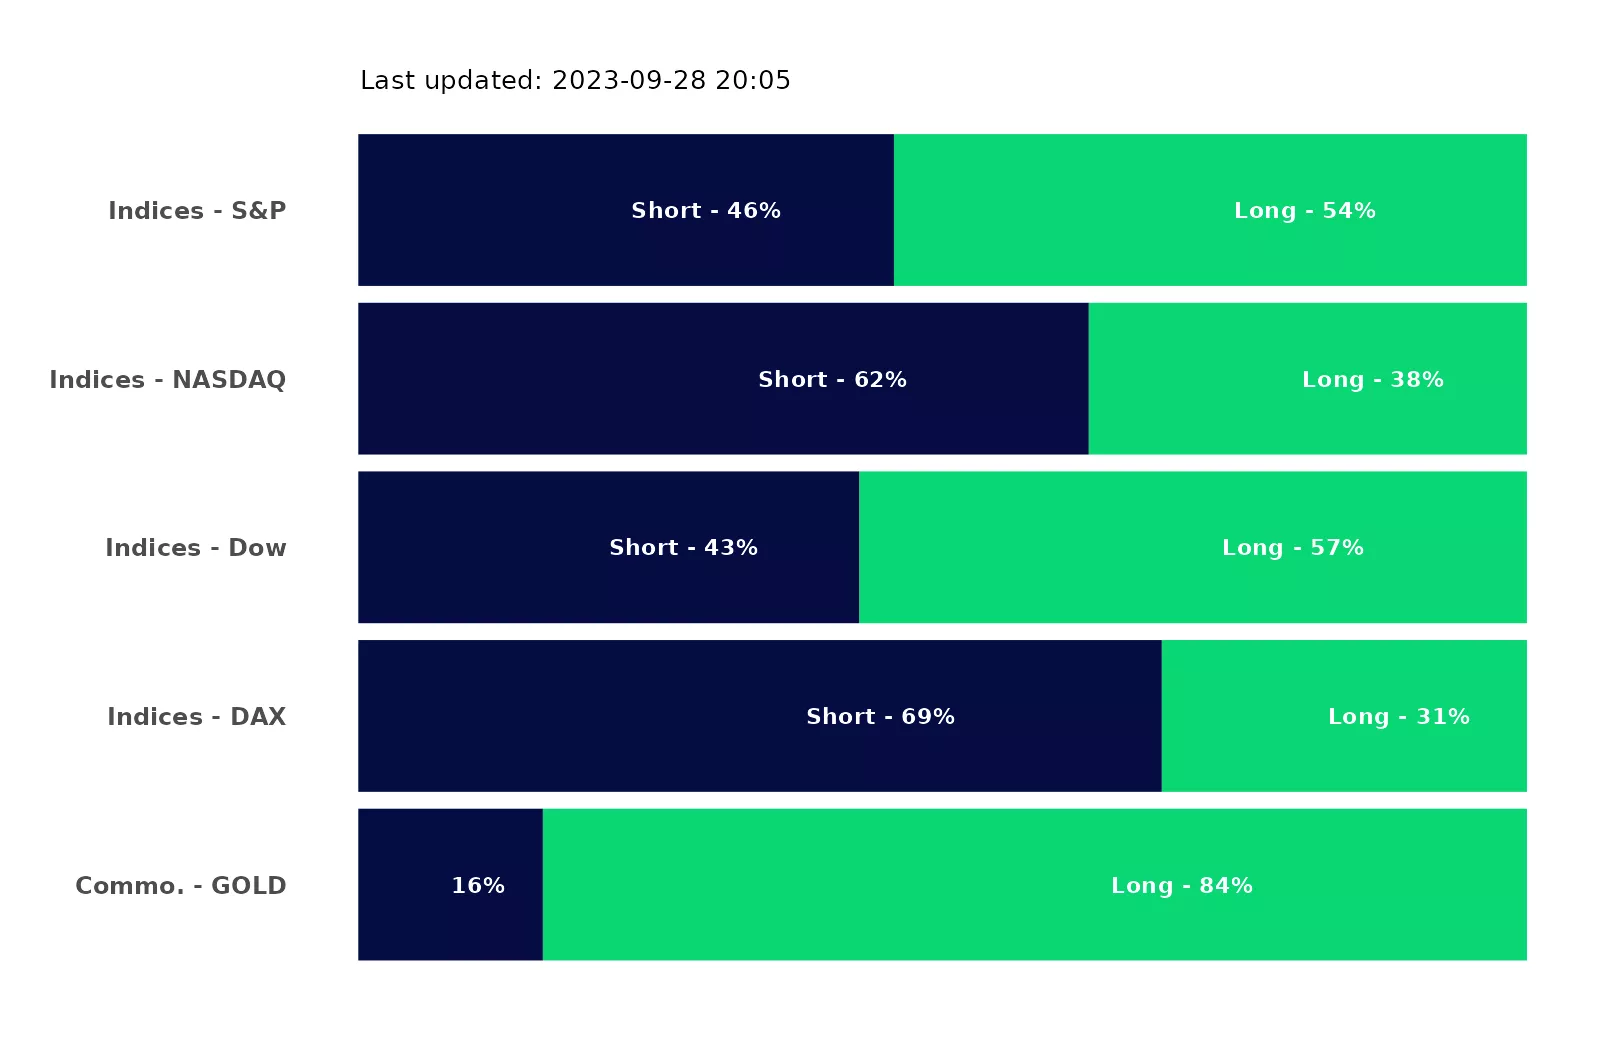 Last updated: 2023-09-28 20:05
Indices - S&P Short - 46% Long - 54%
Indices - NASDAQ Short - 62% Long - 38%
Indices - Dow Short - 43% Long - 57%
Indices - DAX Short - 69% Long - 31%
Commo. - GOLD 16% Long - 84%